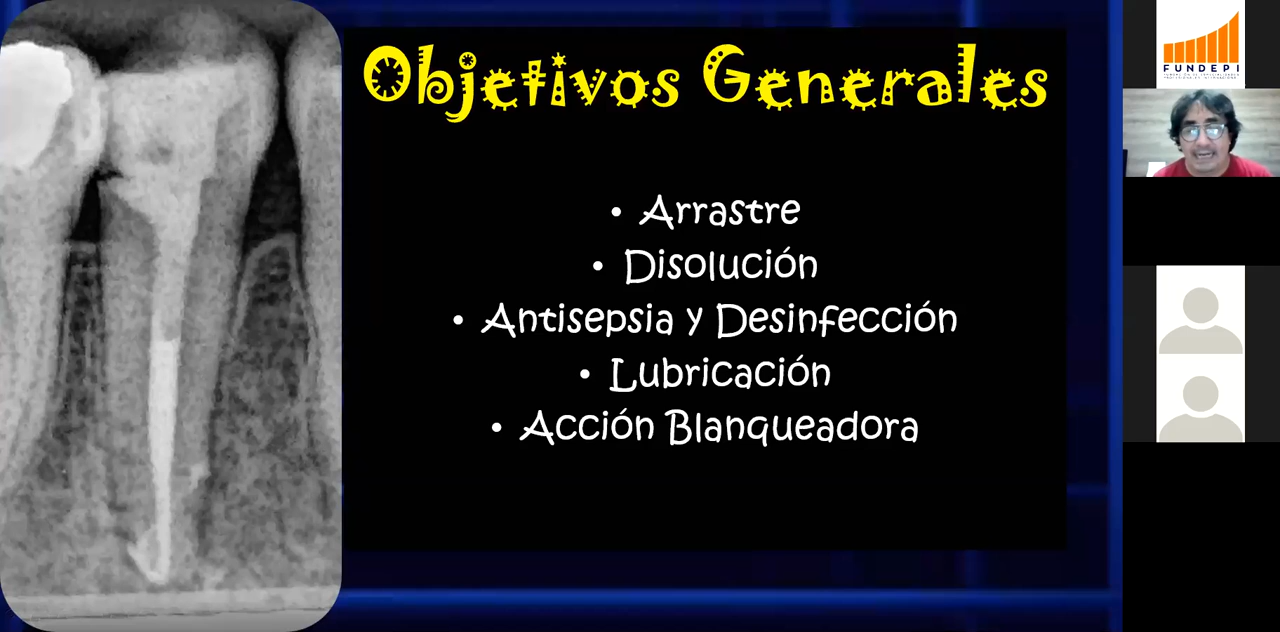 Objetivos Generales
• Arrastre
• Disolución
• Antisepsia y Desinfección
• Lubricación
• Acción Blanqueadora
FUNDEPI